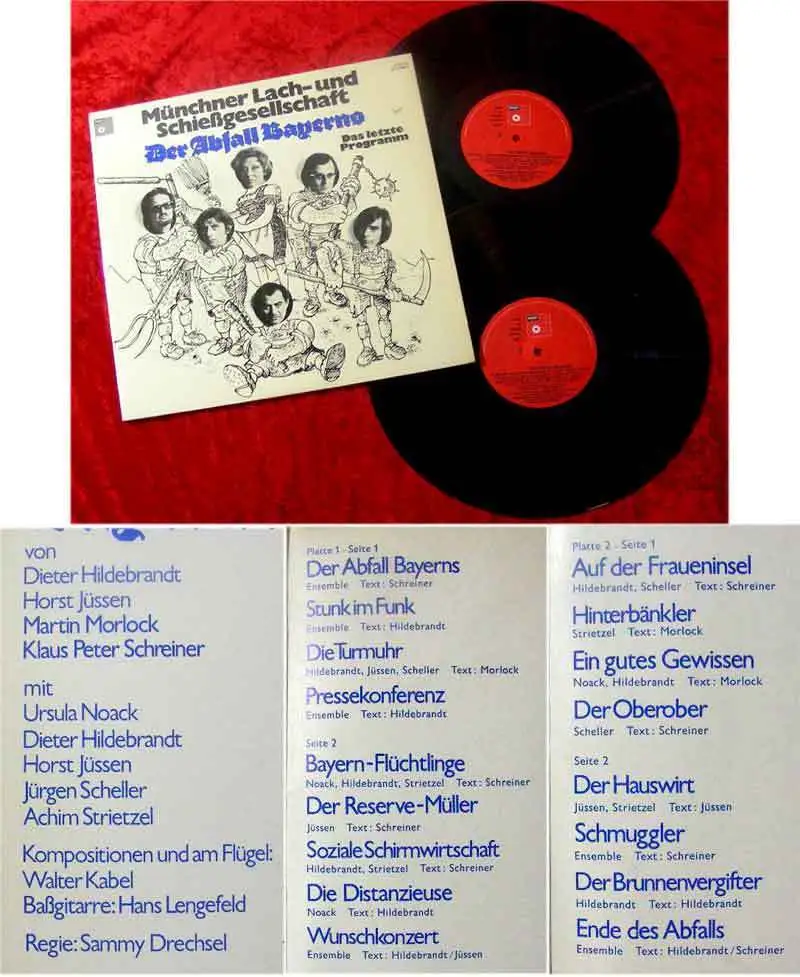 Münchner Lach- und
Schießgesellschaft
Der Abfall Bayerns
Das letzte
Programm
von
Dieter Hildebrandt
Horst Jüssen
Martin Morlock
Klaus Peter Schreiner
mit
Ursula Noack
Dieter Hildebrandt
Horst Jüssen
Jürgen Scheller
Achim Strietzel
Kompositionen und am Flügel:
Walter Kabel
Baßgitarre: Hans Lengefeld
Regie: Sammy Drechsel
Platte 1 - Seite 1
Der Abfall Bayerns
Ensemble Text: Schreiner
Stunk im Funk
Ensemble Text: Hildebrandt
Die Turmuhr
Hildebrandt, Jüssen, Scheller Text: Morlock
Pressekonferenz
Ensemble Text: Hildebrandt
Seite 2
Bayern-Flüchtlinge
Noack, Hildebrandt, Strietzel Text: Schreiner
Der Reserve-Müller
Jüssen Text: Schreiner
Soziale Schirmwirtschaft
Hildebrandt, Strietzel Text: Schreiner
Die Distanzieuse
Noack Text: Hildebrandt
Wunschkonzert
Ensemble Text: Hildebrandt/Jüssen
Platte 2 - Seite 1
Auf der Fraueninsel
Hildebrandt, Scheller Text: Schreiner
Hinterbänkler
Strietzel Text: Morlock
Ein gutes Gewissen
Noack, Hildebrandt Text: Morlock
Der Oberober
Scheller Text: Schreiner
Seite 2
Der Hauswirt
Jüssen, Strietzel Text: Jüssen
Schmuggler
Ensemble Text: Schreiner
Der Brunnenvergifter
Hildebrandt Text: Hildebrandt
Ende des Abfalls
Ensemble Text: Hildebrandt/Schreiner